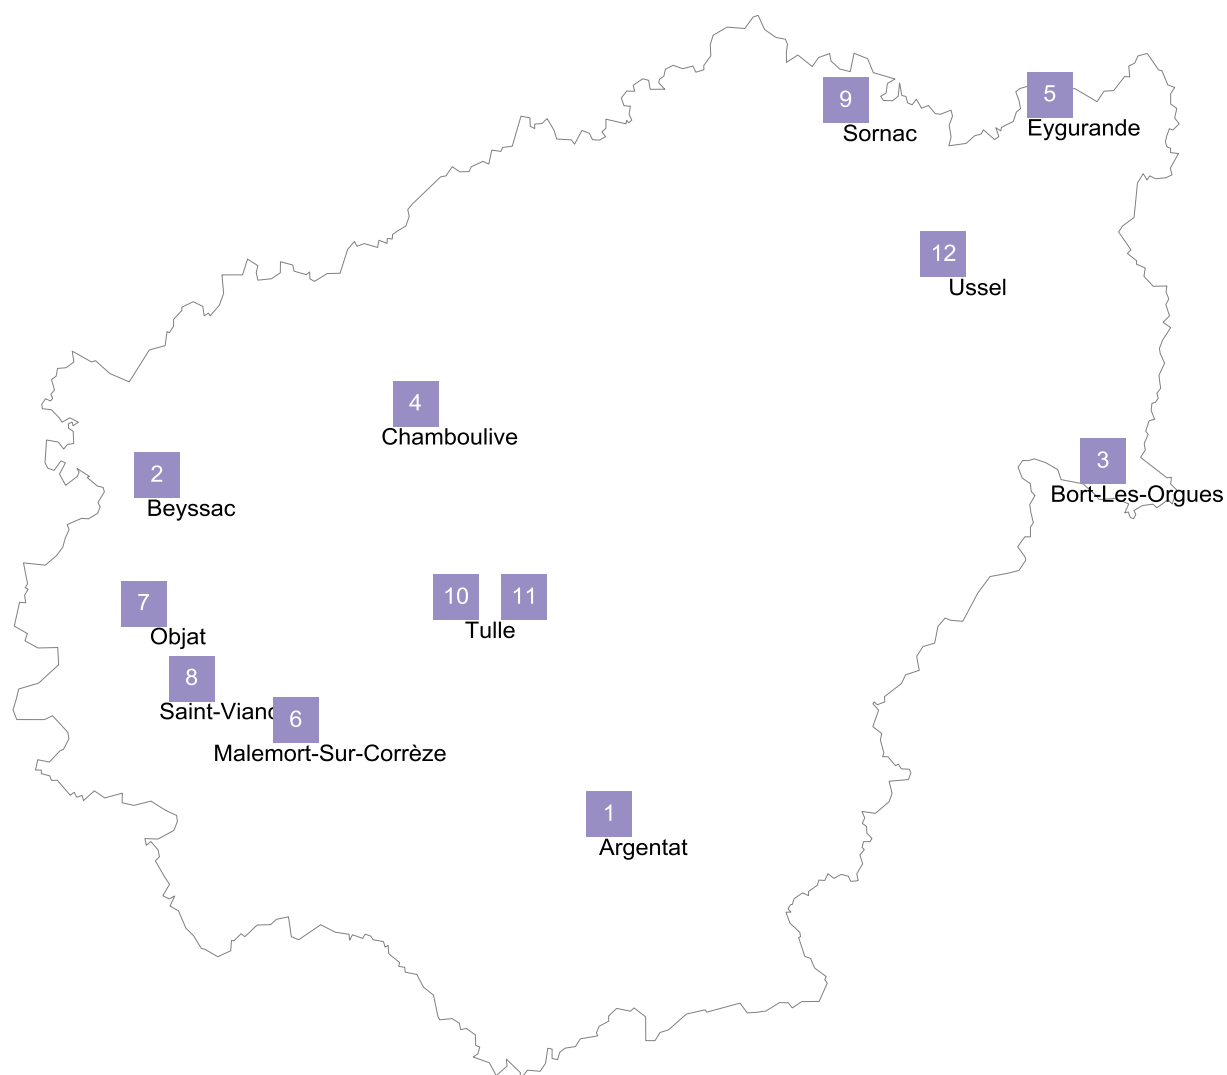 9
Sornac
5
Eygurande
12
Ussel
4
Chamboulive
3
Bort-Les-Orgues
2
Beyssac
10
11
Tulle
7
Objat
8
Saint-Vianc
6
Malemort-Sur-Corrèze
1
Argentat